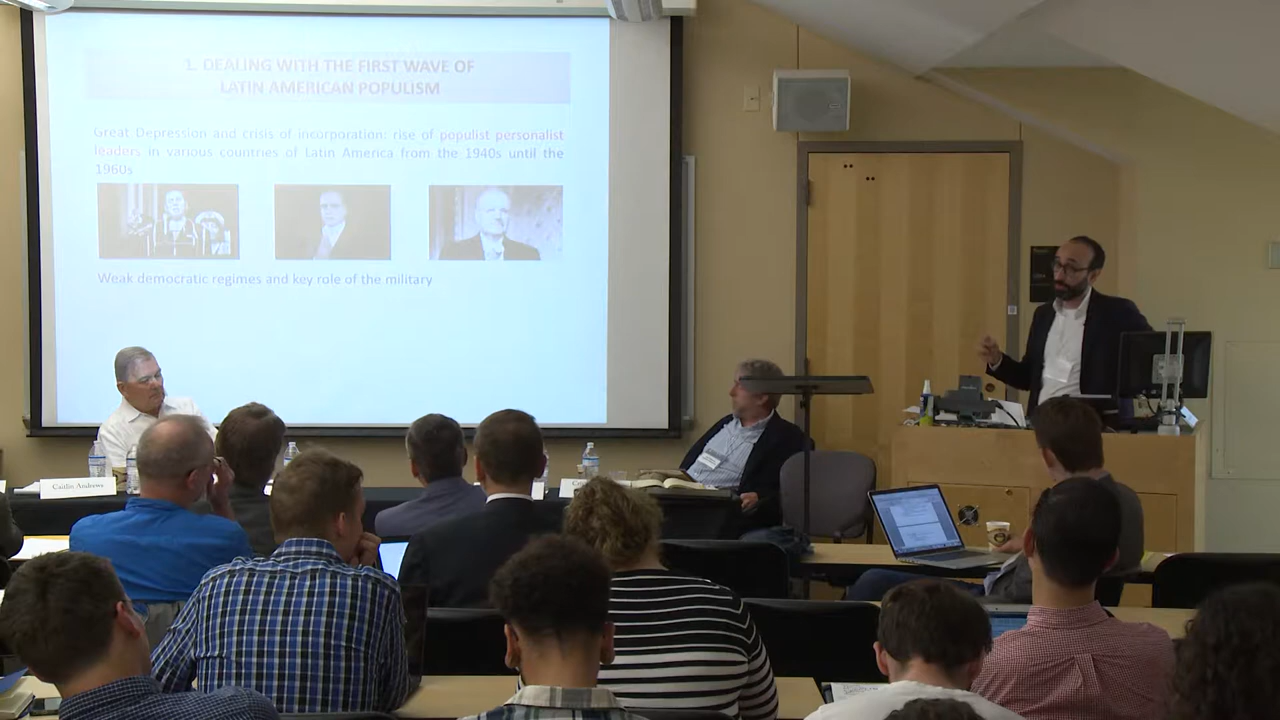 1. DEALING WITH THE FIRST WAVE OF
LATIN AMERICAN POPULISM
Great Depression and crisis of incorporation: rise of populist personalist
leaders in various countries of Latin America from the 1940s until the
1960s
Weak democratic regimes and key role of the military
Caitlin Andrews